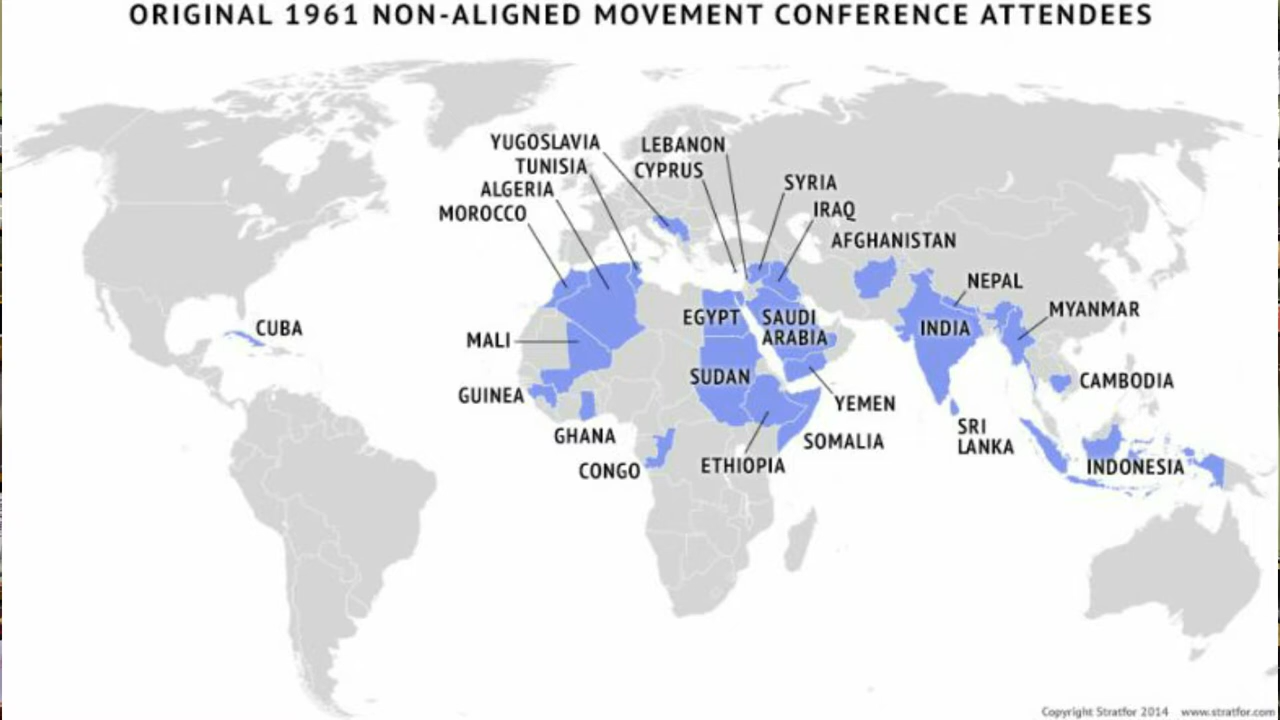 ORIGINAL 1961 NON-ALIGNED MOVEMENT CONFERENCE ATTENDEES
YUGOSLAVIA
LEBANON
TUNISIA
CYPRUS
ALGERIA
SYRIA
MOROCCO
IRAQ
AFGHANISTAN
NEPAL
MYANMAR
CUBA
MALI
EGYPT
SAUDI
ARABIA
INDIA
SUDAN
CAMBODIA
GUINEA
YEMEN
GHANA
SOMALIA
SRI
LANKA
CONGO
ETHIOPIA
INDONESIA
Copyright Stratfor 2014 www.stratfor.com